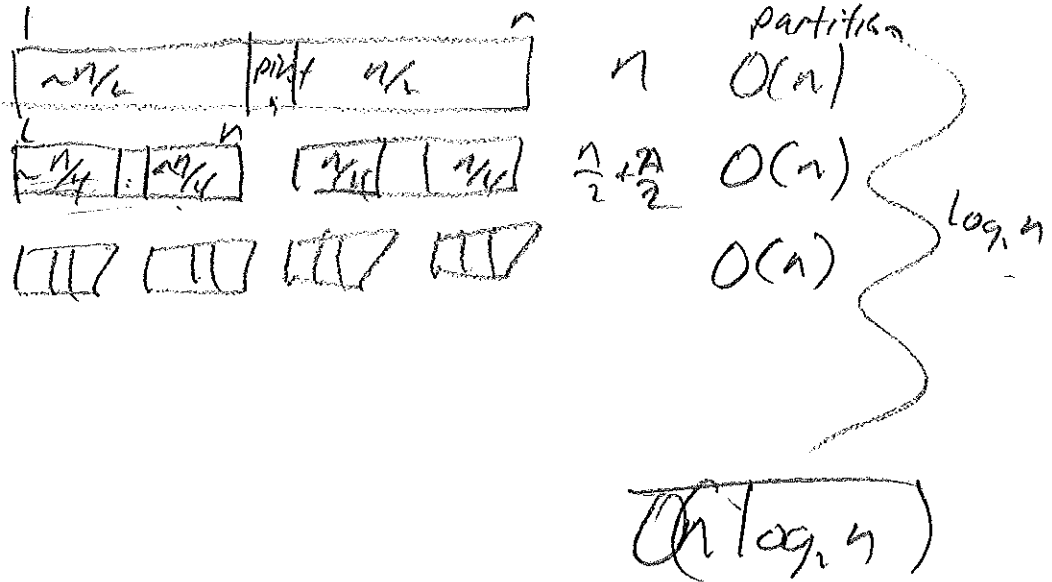 1 n partition
~n/2 pivot n/2 n O(n)
1 n
~n/4 ~n/4 n/4 n/4 n/2 + n/2 O(n)
log₂ n
O(n)
O(n log₂ n)